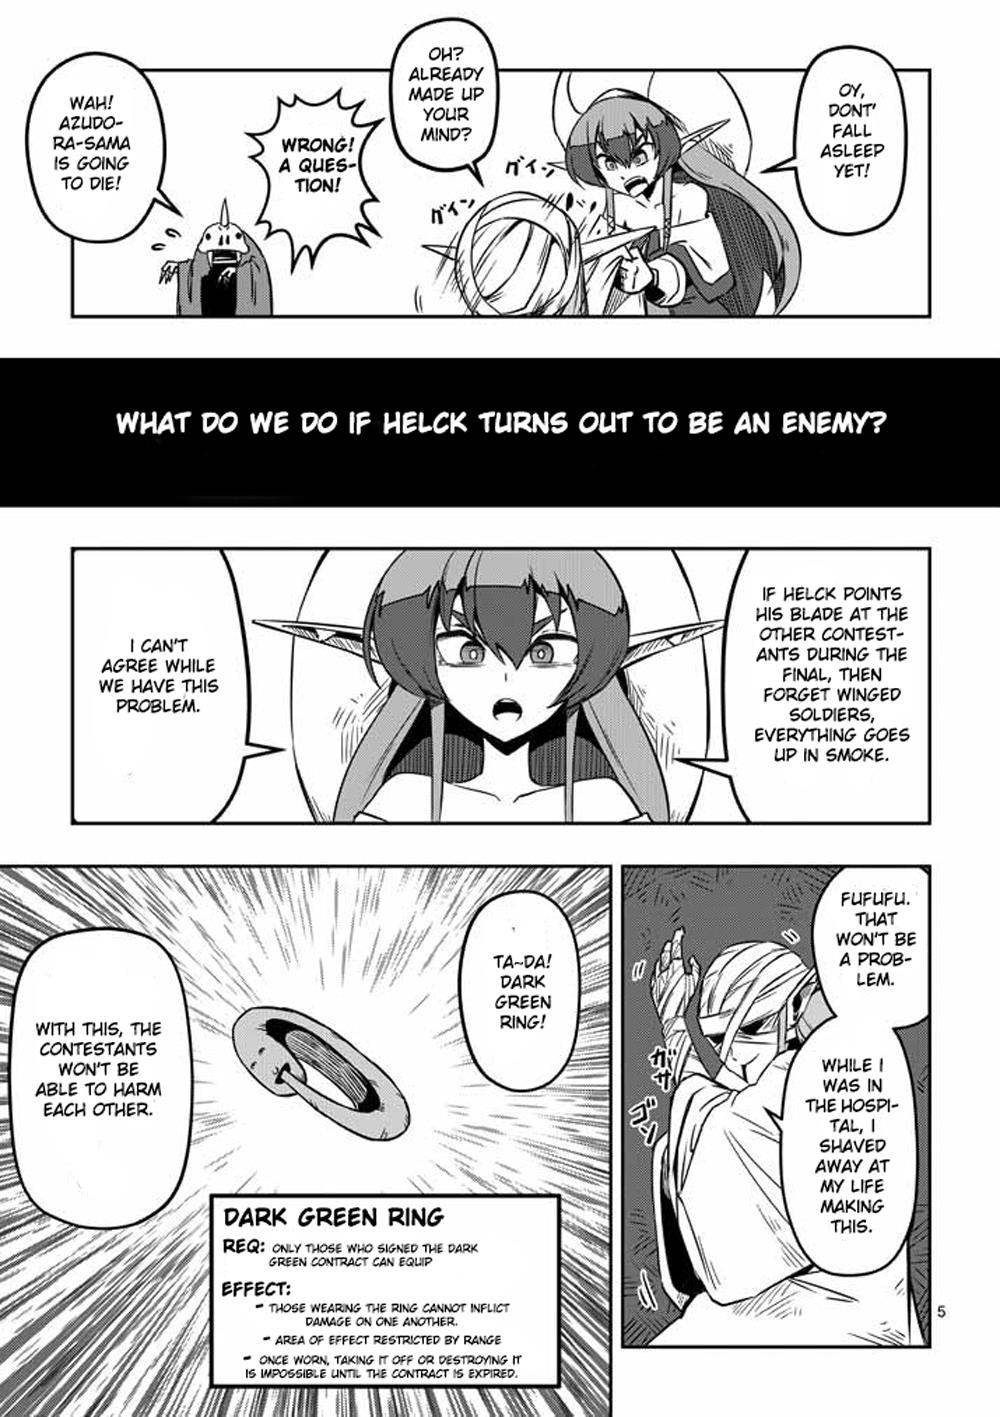 OY,
DONT'
FALL
ASLEEP
YET!
OH?
ALREADY
MADE UP
YOUR
MIND?
グイン
グイン
WRONG!
A QUES-
TION!
WAH!
AZUDO-
RA-SAMA
IS GOING
TO DIE!
WHAT DO WE DO IF HELCK TURNS OUT TO BE AN ENEMY?
IF HELCK POINTS
HIS BLADE AT THE
OTHER CONTEST-
ANTS DURING THE
FINAL, THEN
FORGET WINGED
SOLDIERS,
EVERYTHING GOES
UP IN SMOKE.
I CAN'T
AGREE WHILE
WE HAVE THIS
PROBLEM.
FUFUFU.
THAT
WON'T BE
A PROB-
LEM.
WHILE I
WAS IN
THE HOSPI-
TAL, I
SHAVED
AWAY AT
MY LIFE
MAKING
THIS.
ガサ
ゴソ
TA~DA!
DARK
GREEN
RING!
WITH THIS, THE
CONTESTANTS
WON'T BE
ABLE TO HARM
EACH OTHER.
DARK GREEN RING
REQ: ONLY THOSE WHO SIGNED THE DARK
GREEN CONTRACT CAN EQUIP
EFFECT:
- THOSE WEARING THE RING CANNOT INFLICT
DAMAGE ON ONE ANOTHER.
- AREA OF EFFECT RESTRICTED BY RANGE
- ONCE WORN, TAKING IT OFF OR DESTROYING IT
IS IMPOSSIBLE UNTIL THE CONTRACT IS EXPIRED.
5